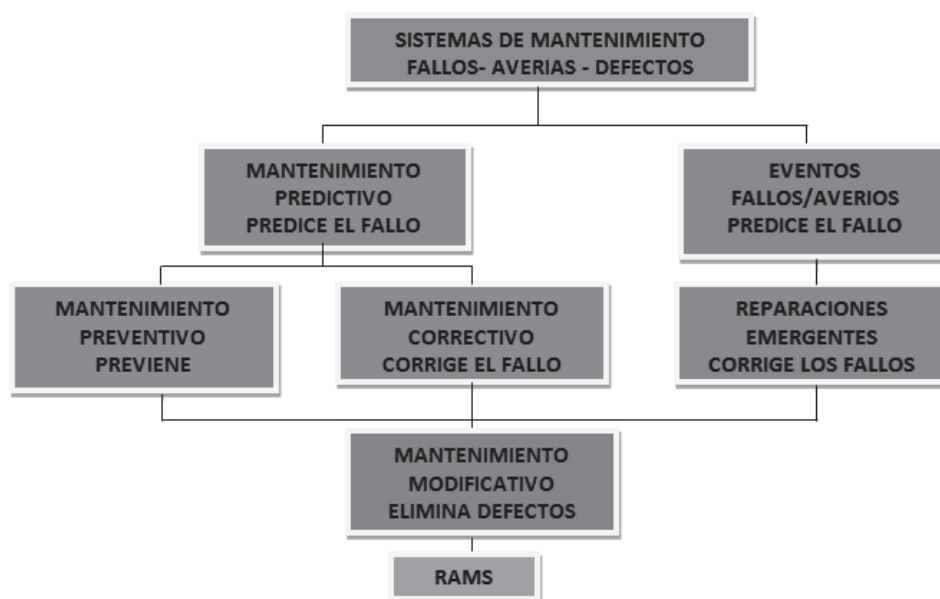 SISTEMAS DE MANTENIMIENTO
FALLOS- AVERIAS - DEFECTOS
MANTENIMIENTO
PREDICTIVO
PREDICE EL FALLO
EVENTOS
FALLOS/AVERIOS
PREDICE EL FALLO
MANTENIMIENTO
PREVENTIVO
PREVIENE
MANTENIMIENTO
CORRECTIVO
CORRIGE EL FALLO
REPARACIONES
EMERGENTES
CORRIGE LOS FALLOS
MANTENIMIENTO
MODIFICATIVO
ELIMINA DEFECTOS
RAMS